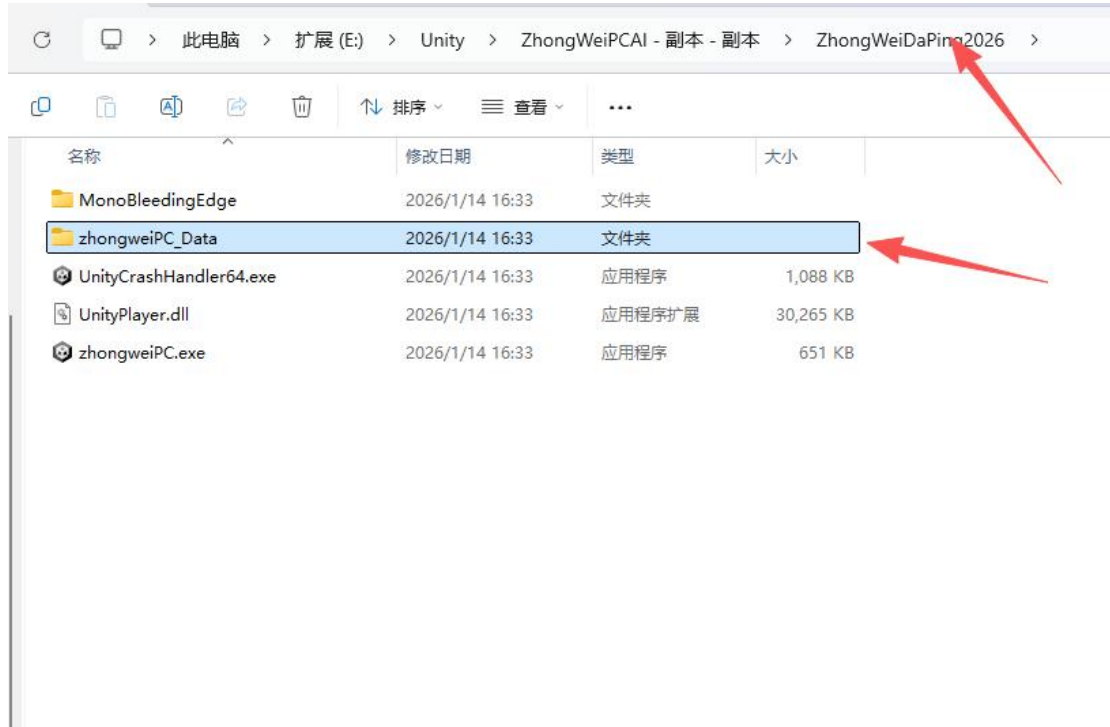 此电脑 > 扩展 (E:) > Unity > ZhongWeiPCAI - 副本 - 副本 > ZhongWeiDaPing2026 >
排序 查看 ...
名称 修改日期 类型 大小
MonoBleedingEdge 2026/1/14 16:33 文件夹
zhongweiPC_Data 2026/1/14 16:33 文件夹
UnityCrashHandler64.exe 2026/1/14 16:33 应用程序 1,088 KB
UnityPlayer.dll 2026/1/14 16:33 应用程序扩展 30,265 KB
zhongweiPC.exe 2026/1/14 16:33 应用程序 651 KB